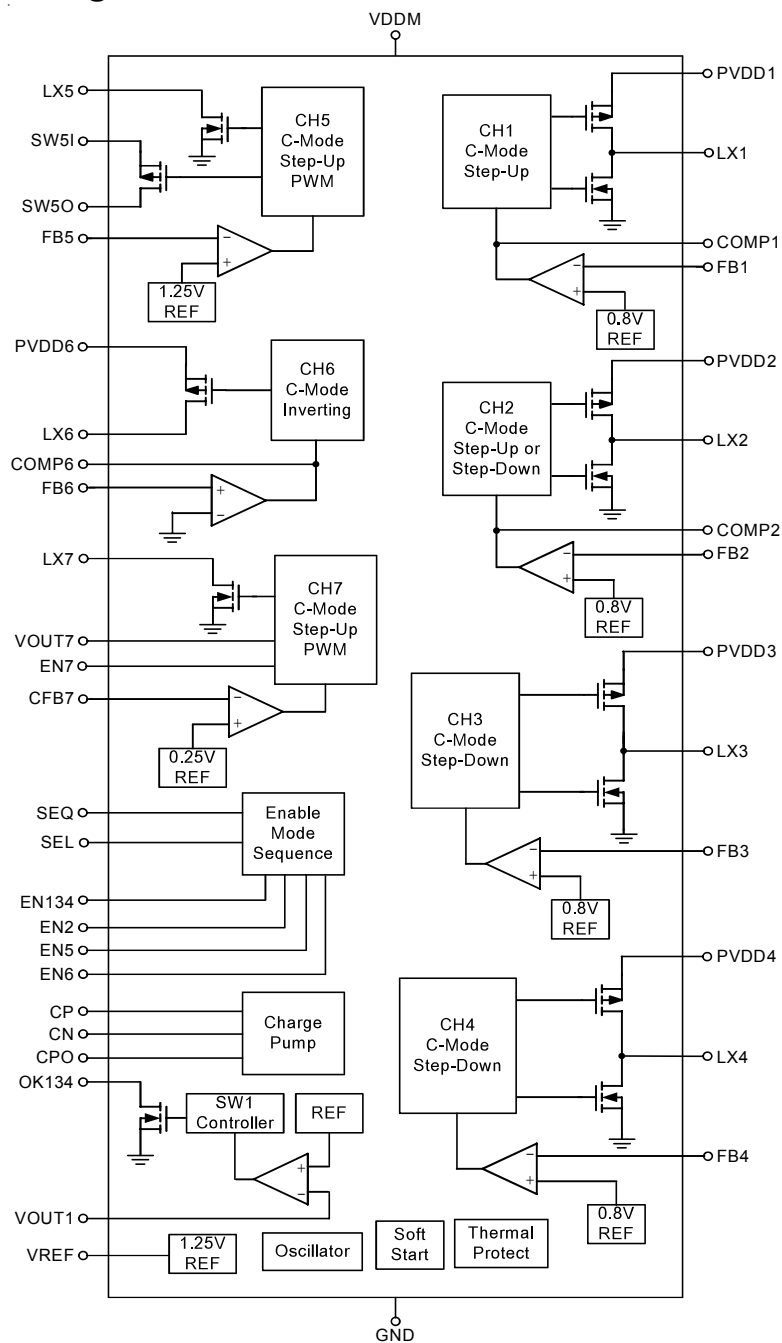 VDDM
LX5
SW5I
SW5O
FB5
CH5
C-Mode
Step-Up
PWM
-
+
1.25V
REF
PVDD6
LX6
COMP6
FB6
CH6
C-Mode
Inverting
+
-
LX7
VOUT7
EN7
CFB7
CH7
C-Mode
Step-Up
PWM
-
+
0.25V
REF
SEQ
SEL
EN134
EN2
EN5
EN6
Enable
Mode
Sequence
CP
CN
CPO
Charge
Pump
OK134
SW1
Controller
REF
+
-
VOUT1
VREF
1.25V
REF
Oscillator
Soft
Start
Thermal
Protect
CH1
C-Mode
Step-Up
PVDD1
LX1
COMP1
FB1
-
+
0.8V
REF
CH2
C-Mode
Step-Up or
Step-Down
PVDD2
LX2
COMP2
FB2
-
+
0.8V
REF
CH3
C-Mode
Step-Down
PVDD3
LX3
FB3
-
+
0.8V
REF
CH4
C-Mode
Step-Down
PVDD4
LX4
FB4
-
+
0.8V
REF
GND